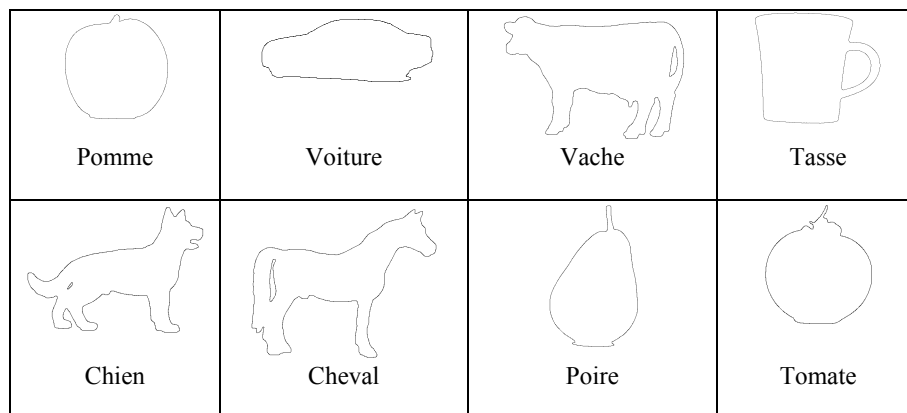 Pomme
Voiture
Vache
Tasse
Chien
Cheval
Poire
Tomate